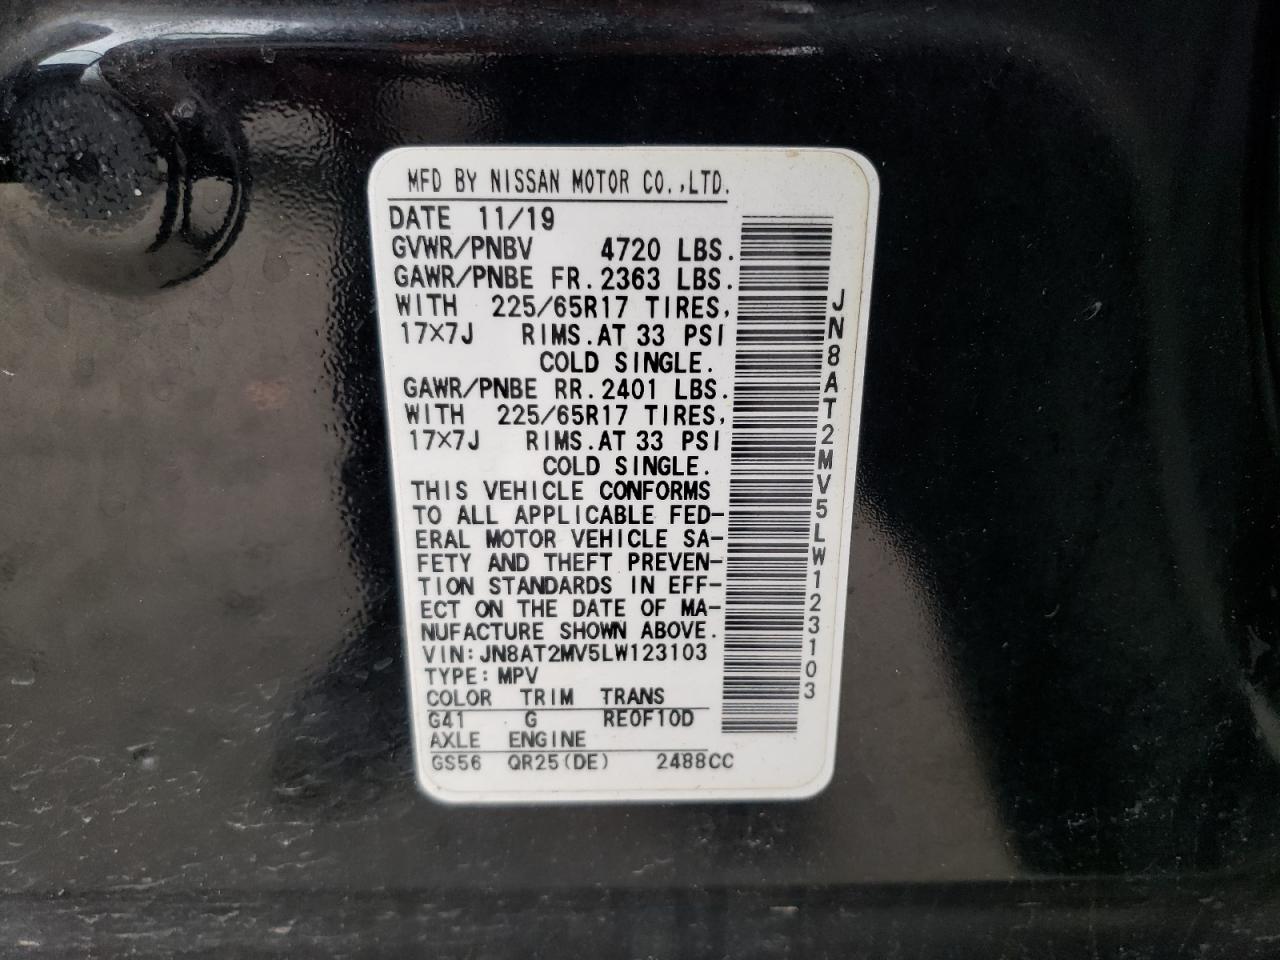 MFD BY NISSAN MOTOR CO.,LTD.
DATE 11/19
GVWR/PNBV 4720 LBS.
GAWR/PNBE FR.2363 LBS.
WITH 225/65R17 TIRES,
17×7J RIMS.AT 33 PSI
COLD SINGLE.
GAWR/PNBE RR.2401 LBS.
WITH 225/65R17 TIRES,
17×7J RIMS.AT 33 PSI
COLD SINGLE.
THIS VEHICLE CONFORMS
TO ALL APPLICABLE FED-
ERAL MOTOR VEHICLE SA-
FETY AND THEFT PREVEN-
TION STANDARDS IN EFF-
ECT ON THE DATE OF MA-
NUFACTURE SHOWN ABOVE.
VIN:JN8AT2MV5LW123103
TYPE:MPV
COLOR TRIM TRANS
G41 G RE0F10D
AXLE ENGINE
GS56 QR25(DE) 2488CC
JN8AT2MV5LW123103